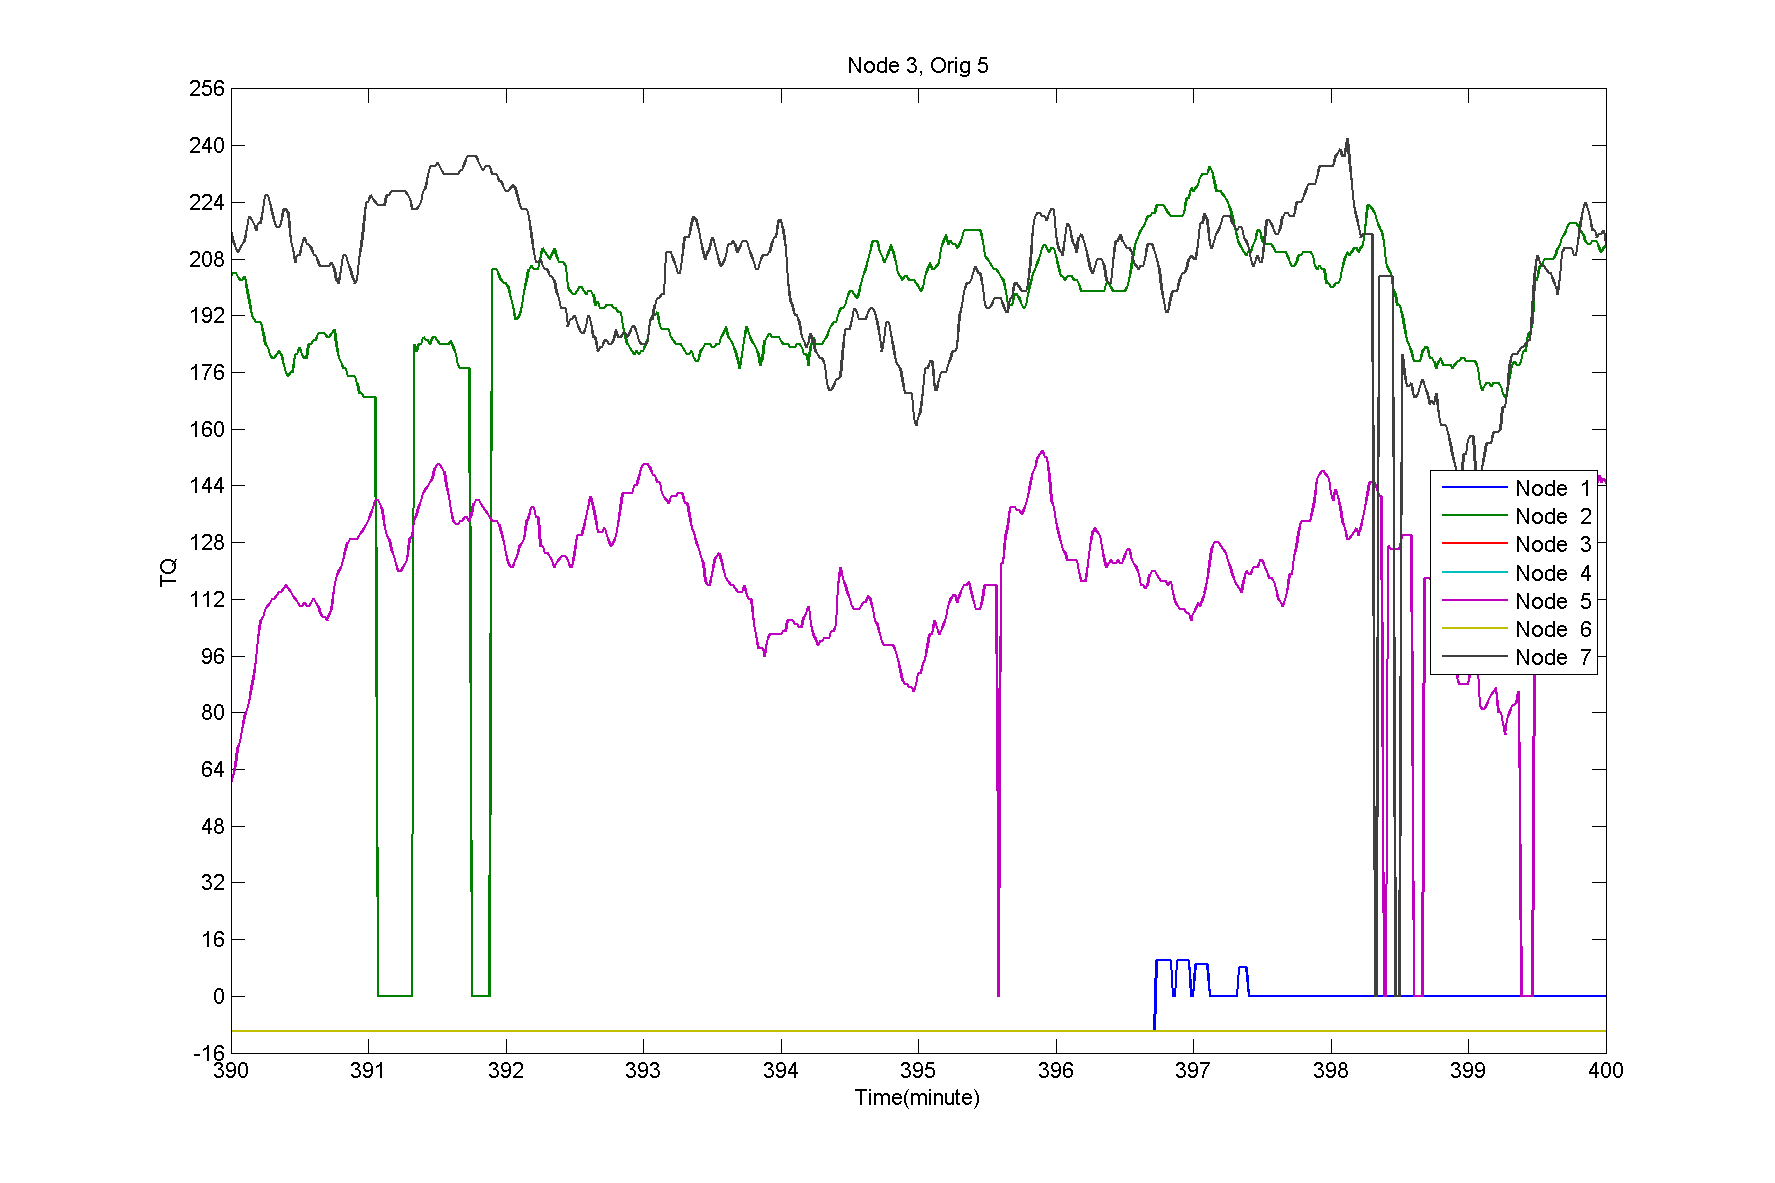 Node 3, Orig 5
256
240
224
208
192
176
160
144
128
112
96
80
64
48
32
16
0
-16
TQ
390 391 392 393 394 395 396 397 398 399 400
Time(minute)
Node 1
Node 2
Node 3
Node 4
Node 5
Node 6
Node 7